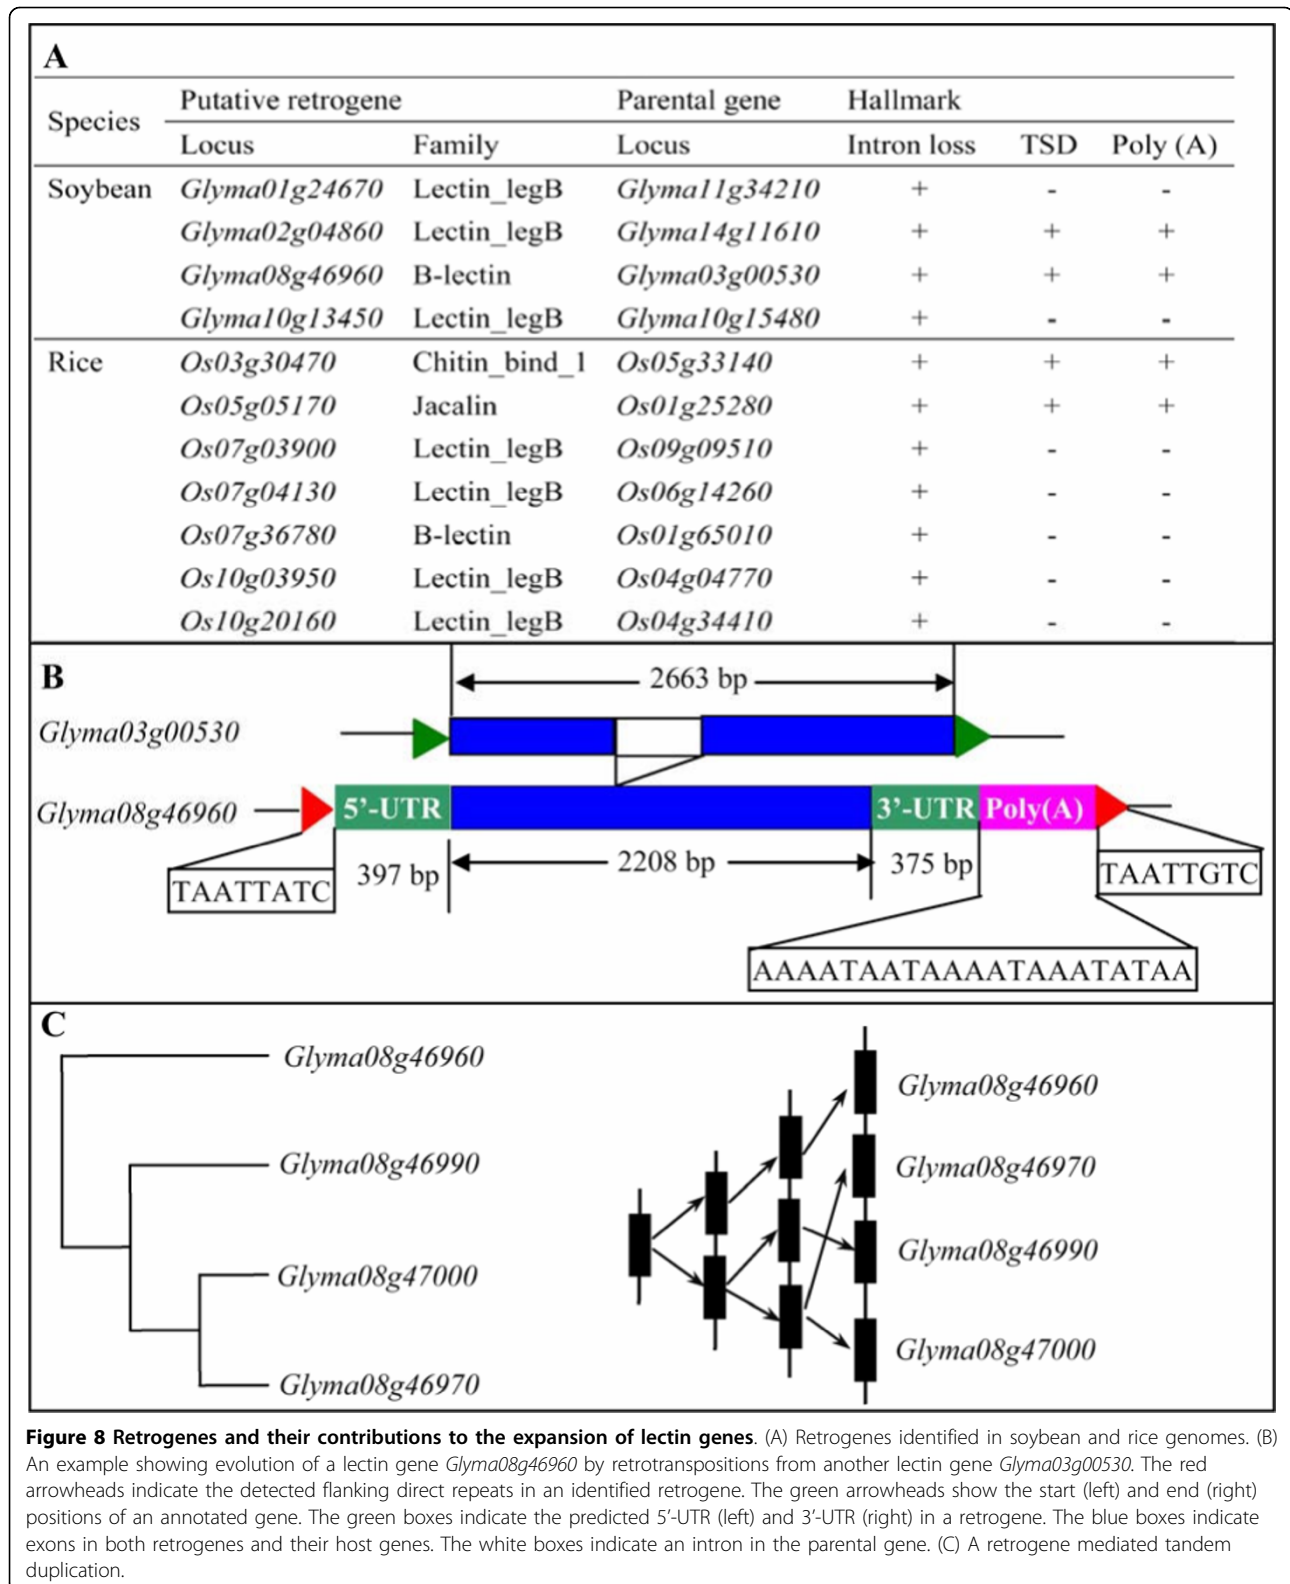 A
Species Putative retrogene Parental gene Hallmark
Locus Family Locus Intron loss TSD Poly (A)
Soybean Glyma01g24670 Lectin_legB Glyma11g34210 + - -
Glyma02g04860 Lectin_legB Glyma14g11610 + + +
Glyma08g46960 B-lectin Glyma03g00530 + + +
Glyma10g13450 Lectin_legB Glyma10g15480 + - -
Rice Os03g30470 Chitin_bind_1 Os05g33140 + + +
Os05g05170 Jacalin Os01g25280 + + +
Os07g03900 Lectin_legB Os09g09510 + - -
Os07g04130 Lectin_legB Os06g14260 + - -
Os07g36780 B-lectin Os01g65010 + - -
Os10g03950 Lectin_legB Os04g04770 + - -
Os10g20160 Lectin_legB Os04g34410 + - -
B
2663 bp
Glyma03g00530
Glyma08g46960 5’-UTR 3’-UTR Poly(A)
TAATTATC 397 bp 2208 bp 375 bp TAATTGTC
AAAATAATAAAATAAATATAA
C
Glyma08g46960
Glyma08g46990
Glyma08g47000
Glyma08g46970
Glyma08g46960
Glyma08g46970
Glyma08g46990
Glyma08g47000
Figure 8 Retrogenes and their contributions to the expansion of lectin genes. (A) Retrogenes identified in soybean and rice genomes. (B)
An example showing evolution of a lectin gene Glyma08g46960 by retrotranspositions from another lectin gene Glyma03g00530. The red
arrowheads indicate the detected flanking direct repeats in an identified retrogene. The green arrowheads show the start (left) and end (right)
positions of an annotated gene. The green boxes indicate the predicted 5’-UTR (left) and 3’-UTR (right) in a retrogene. The blue boxes indicate
exons in both retrogenes and their host genes. The white boxes indicate an intron in the parental gene. (C) A retrogene mediated tandem
duplication.